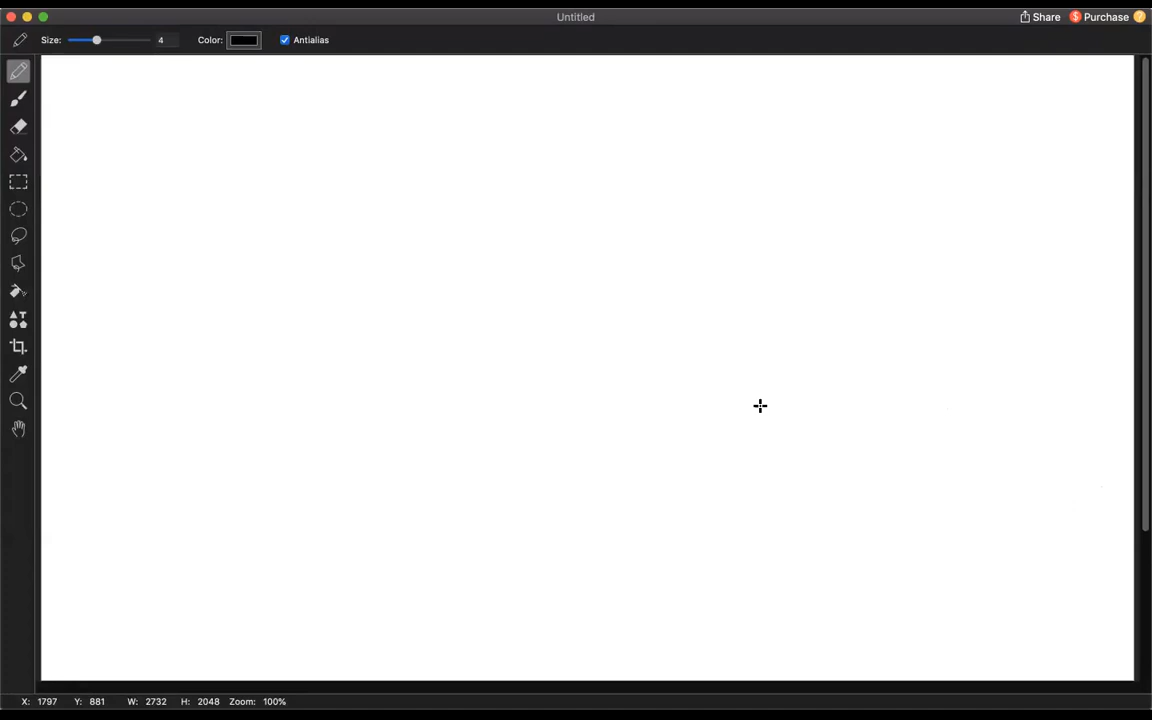 Untitled
Share $ Purchase ?
Size: 4 Color: Antialias
T
X: 1797 Y: 881 W: 2732 H: 2048 Zoom: 100%